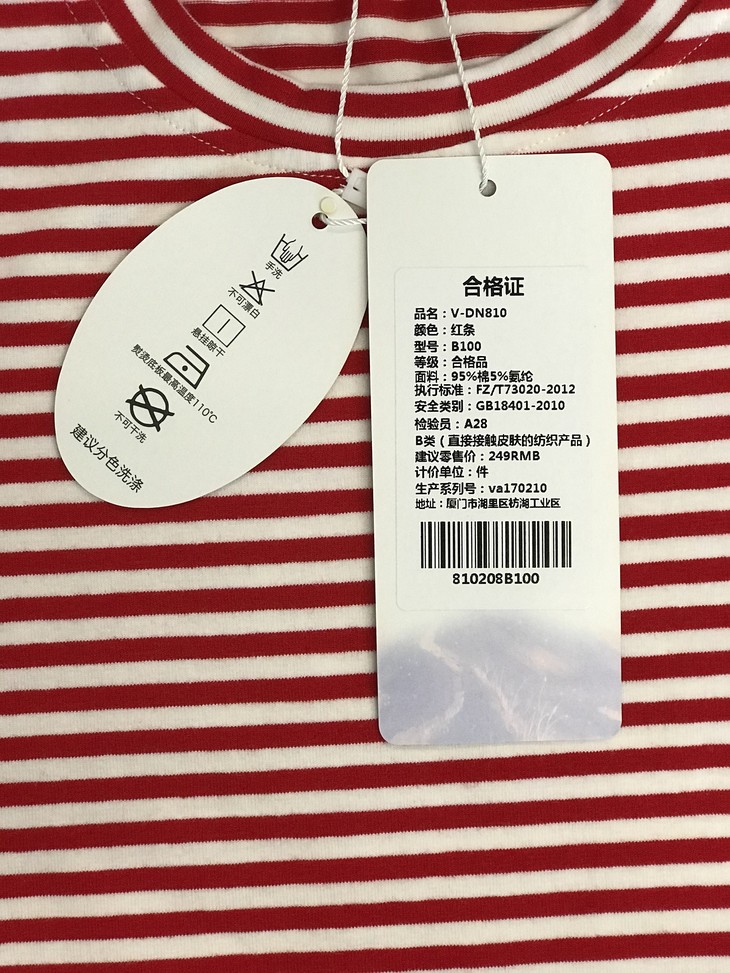 手洗
不可漂白
悬挂晾干
熨烫底板最高温度110℃
不可干洗
建议分色洗涤
合格证
品名：V-DN810
颜色：红条
型号：B100
等级：合格品
面料：95%棉5%氨纶
执行标准：FZ/T73020-2012
安全类别：GB18401-2010
检验员：A28
B类（直接接触皮肤的纺织产品）
建议零售价：249RMB
计价单位：件
生产系列号：va170210
地址：厦门市湖里区枋湖工业区
810208B100